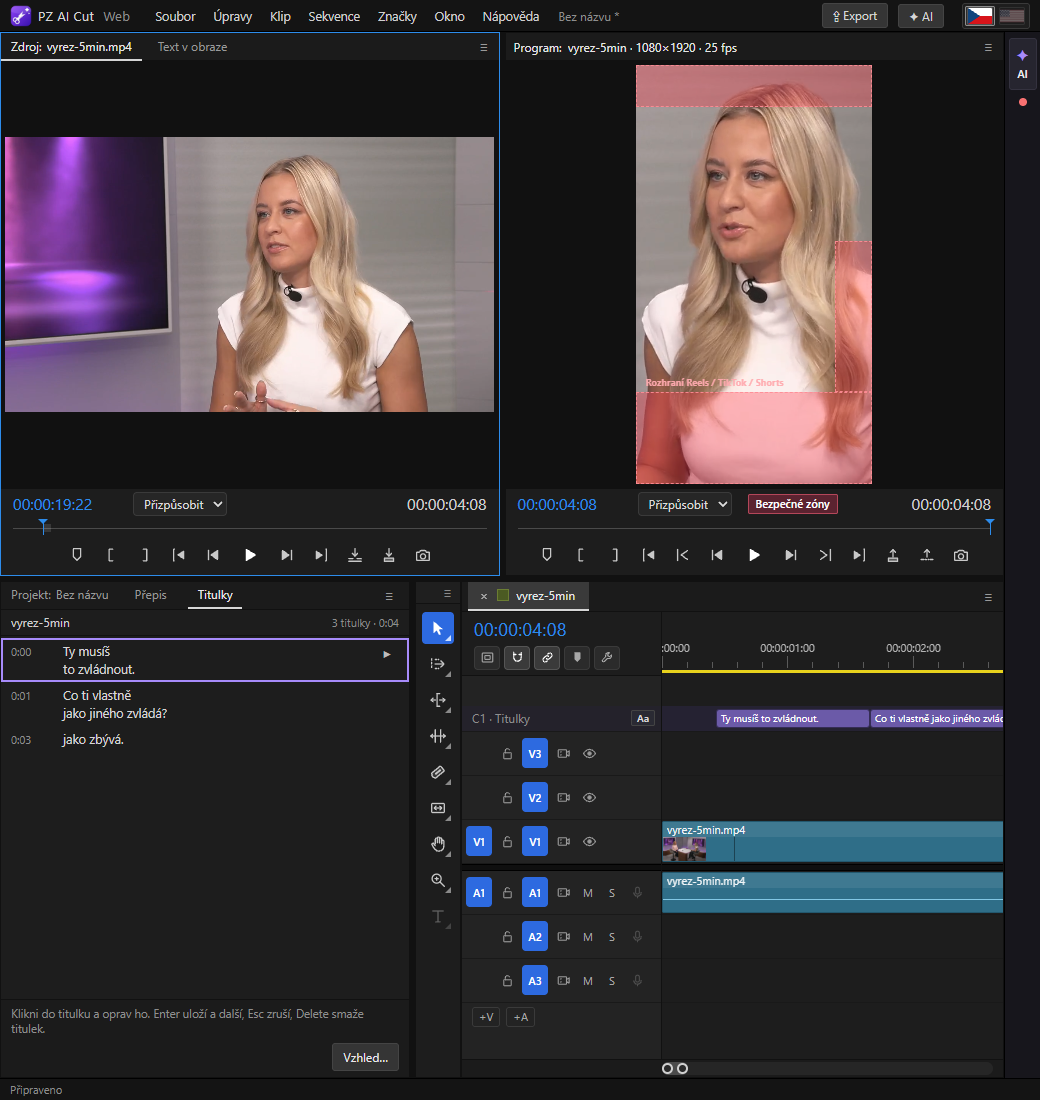 PZ AI Cut Web Soubor Úpravy Klip Sekvence Značky Okno Nápověda Bez názvu * Export AI
Zdroj: vyrez-5min.mp4 Text v obraze
Program: vyrez-5min · 1080×1920 · 25 fps
AI
Rozhraní Reels / TikTok / Shorts
00:00:19:22 Přizpůsobit 00:00:04:08
00:00:04:08 Přizpůsobit Bezpečné zóny 00:00:04:08
Projekt: Bez názvu Přepis Titulky
vyrez-5min 3 titulky · 0:04
0:00 Ty musíš
to zvládnout.
0:01 Co ti vlastně
jako jiného zvládá?
0:03 jako zbývá.
Klikni do titulku a oprav ho. Enter uloží a další, Esc zruší, Delete smaže
titulek.
Vzhled...
T
× vyrez-5min
00:00:04:08
:00:00 00:00:01:00 00:00:02:00
C1 · Titulky Aa Ty musíš to zvládnout. Co ti vlastně jako jiného zvlád
V3
V2
V1 V1 vyrez-5min.mp4
A1 A1 M S vyrez-5min.mp4
A2 M S
A3 M S
+V +A
Připraveno